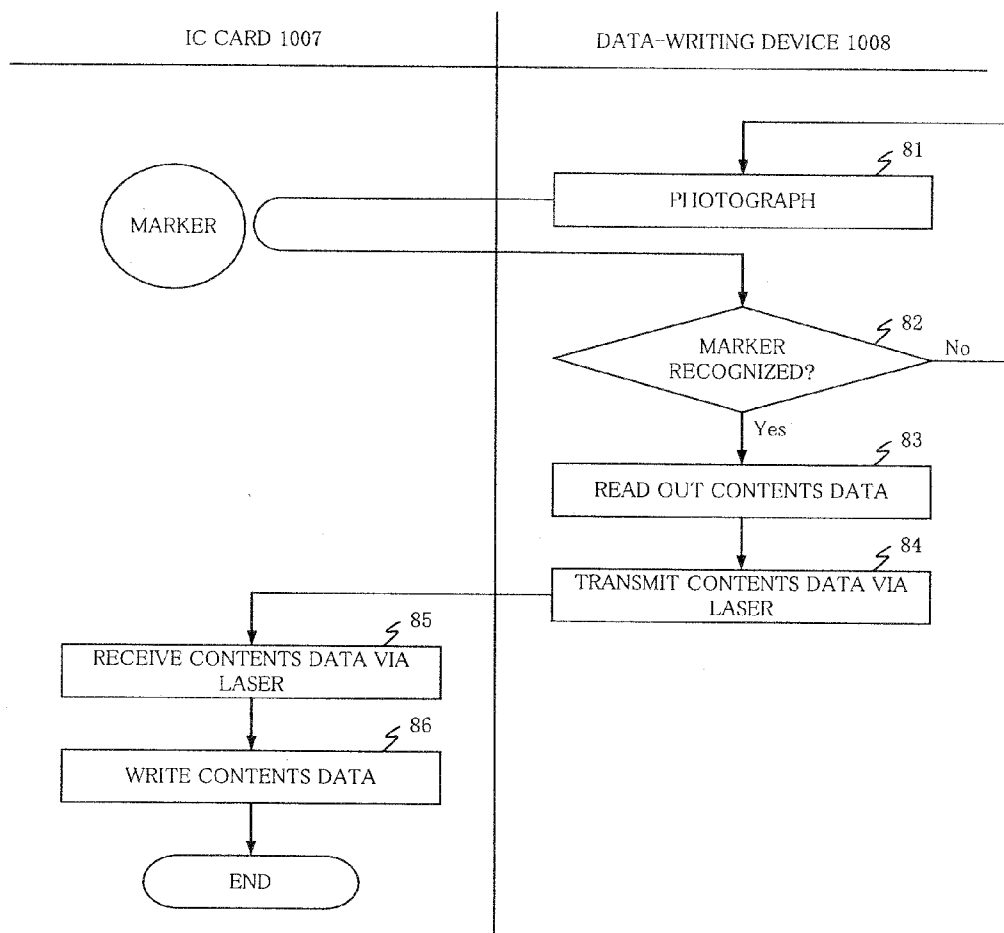 IC CARD 1007
DATA-WRITING DEVICE 1008
81
PHOTOGRAPH
MARKER
82
MARKER
RECOGNIZED?
No
Yes
83
READ OUT CONTENTS DATA
84
TRANSMIT CONTENTS DATA VIA
LASER
85
RECEIVE CONTENTS DATA VIA
LASER
86
WRITE CONTENTS DATA
END